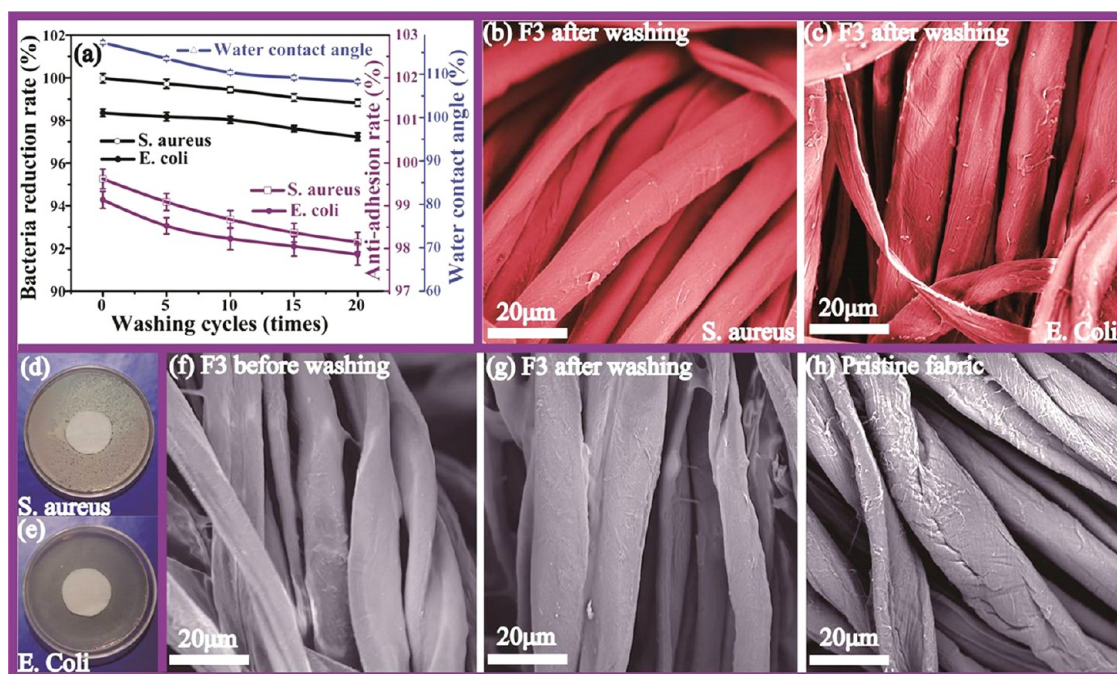 (a)
Bacteria reduction rate (%)
102
100
98
96
94
92
90
Water contact angle
S. aureus
E. coli
S. aureus
E. coli
0
5
10
15
20
Washing cycles (times)
103
102
101
100
99
98
97
Anti-adhesion rate (%)
110
100
90
80
70
60
Water contact angle (°)
(b) F3 after washing
20μm
S. aureus
(c) F3 after washing
20μm
E. Coli
(d)
S. aureus
(e)
E. Coli
(f) F3 before washing
20μm
(g) F3 after washing
20μm
(h) Pristine fabric
20μm